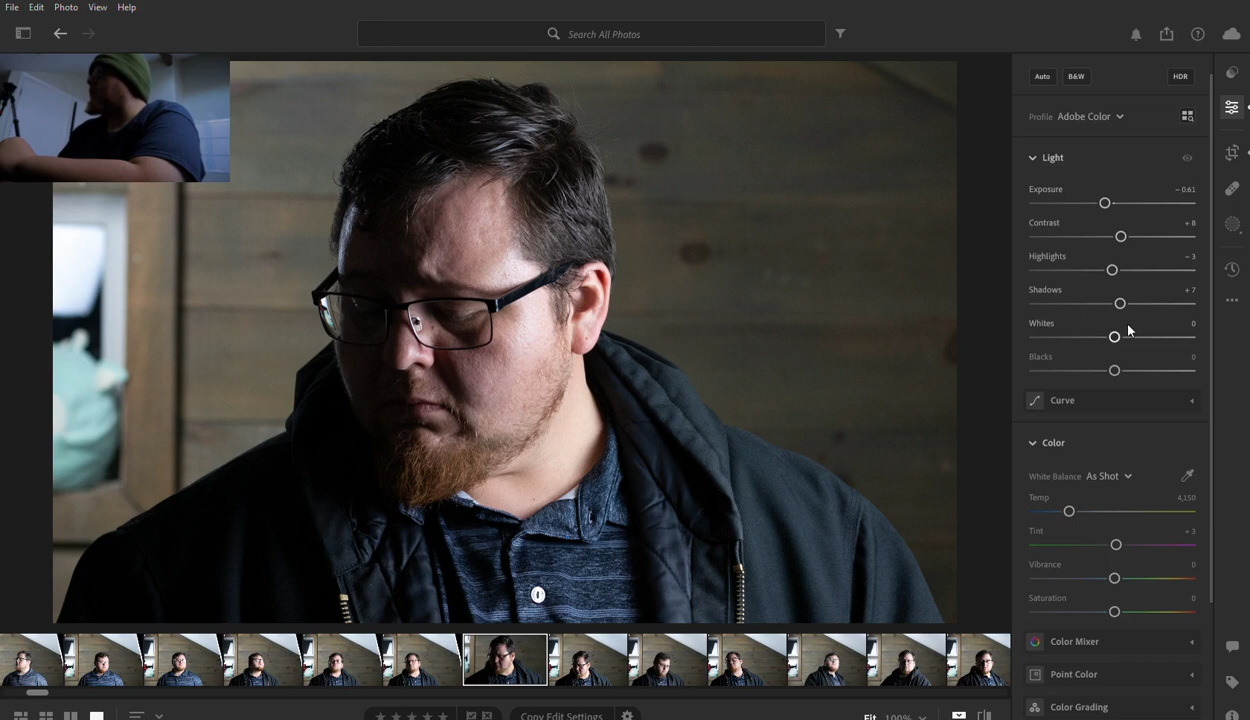 File Edit Photo View Help
Search All Photos
Auto B&W HDR
Profile Adobe Color
Light
Exposure − 0.61
Contrast + 8
Highlights − 3
Shadows + 7
Whites 0
Blacks 0
Curve
Color
White Balance As Shot
Temp 4,150
Tint + 3
Vibrance 0
Saturation 0
Color Mixer
Point Color
Color Grading
Copy Edit Settings Fit 100%